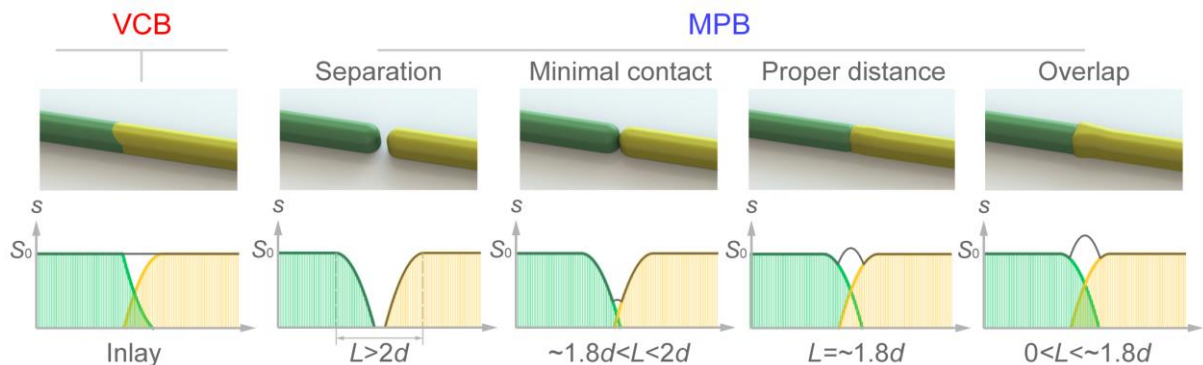 VCB
MPB
Separation
Minimal contact
Proper distance
Overlap
s
s
s
s
s
S₀
S₀
S₀
S₀
S₀
Inlay
L>2d
~1.8d<L<2d
L=~1.8d
0<L<~1.8d